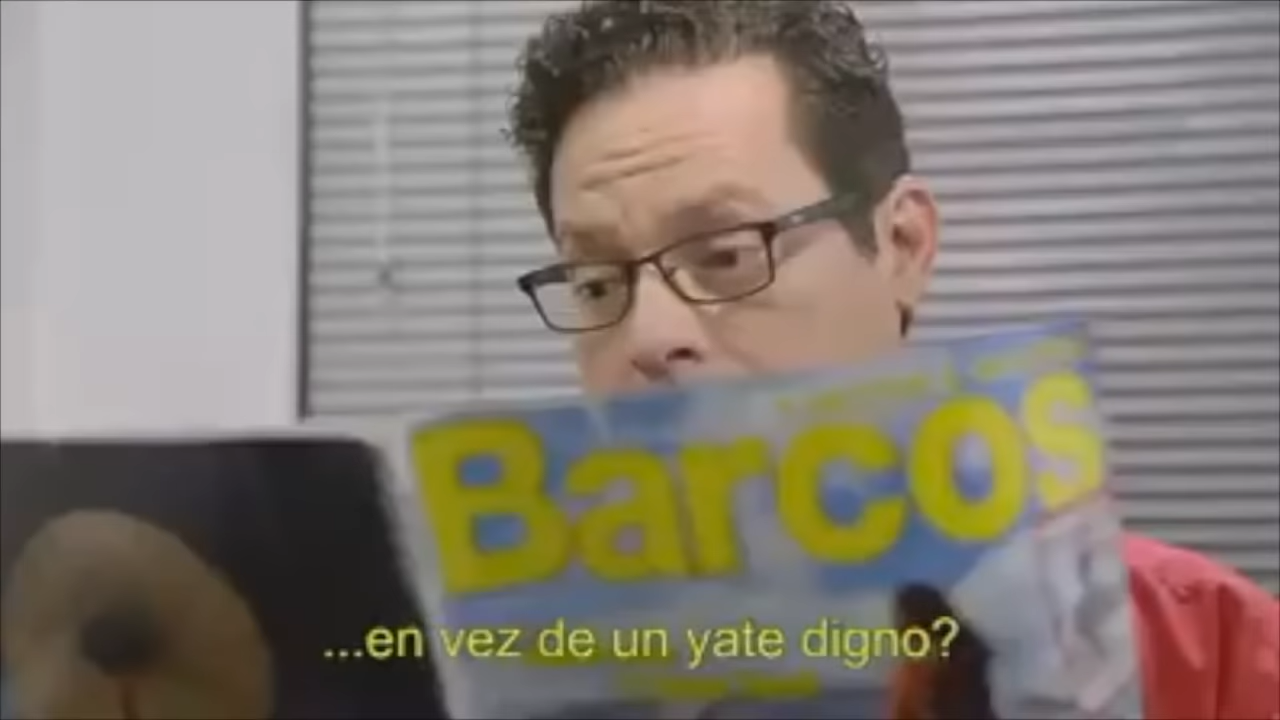 Barcos
...en vez de un yate digno?